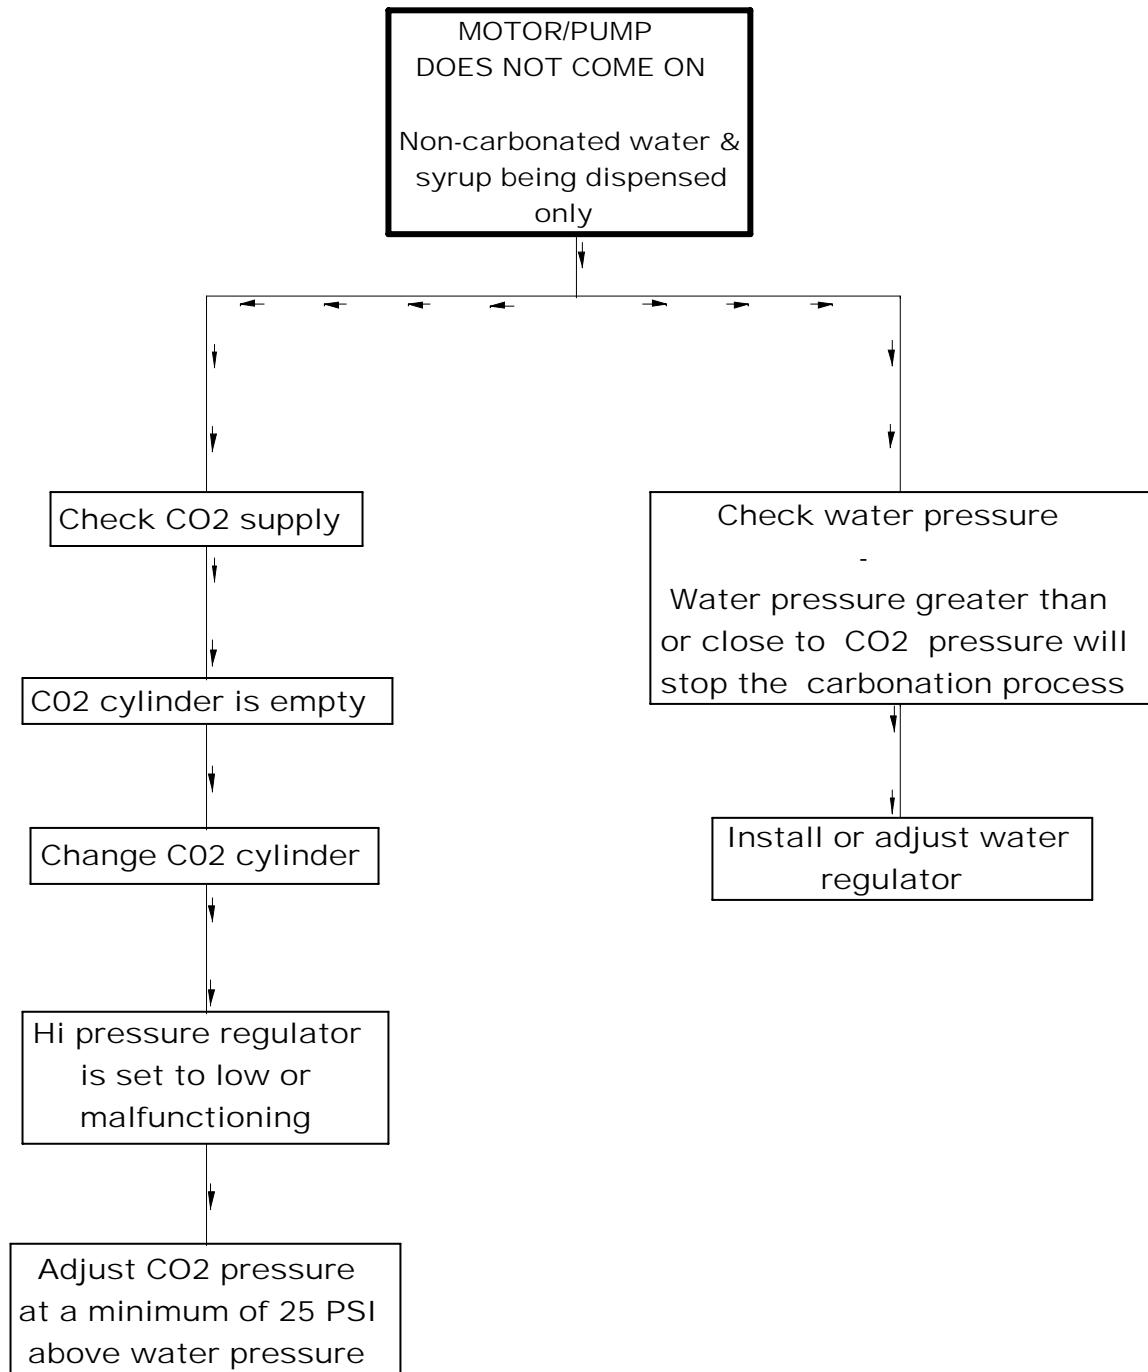 MOTOR/PUMP
DOES NOT COME ON
Non-carbonated water &
syrup being dispensed
only
Check CO2 supply
C02 cylinder is empty
Change C02 cylinder
Hi pressure regulator
is set to low or
malfunctioning
Adjust CO2 pressure
at a minimum of 25 PSI
above water pressure
Check water pressure
-
Water pressure greater than
or close to CO2 pressure will
stop the carbonation process
Install or adjust water
regulator